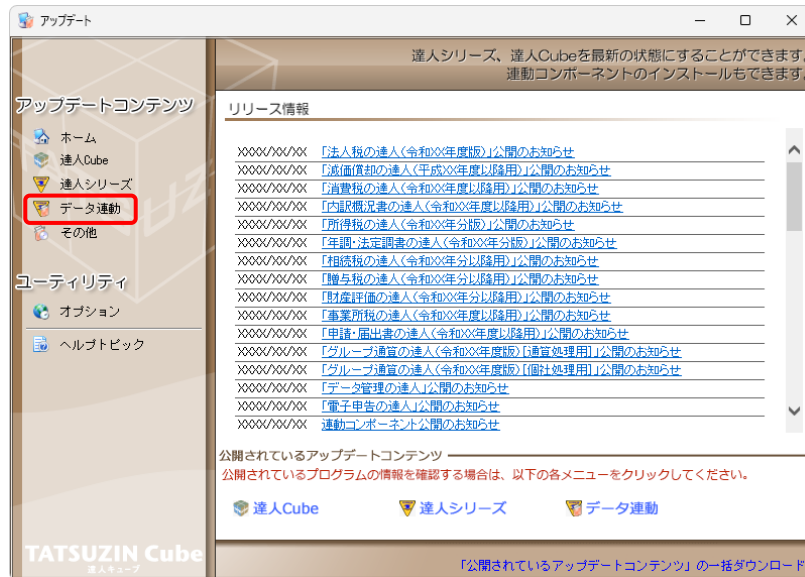 アップデート
達人シリーズ、達人Cubeを最新の状態にすることができます。
連動コンポーネントのインストールもできます。
アップデートコンテンツ
ホーム
達人Cube
達人シリーズ
データ連動
その他
ユーティリティ
オプション
ヘルプトピック
リリース情報
XXXX/XX/XX 「法人税の達人(令和XX年度版)」公開のお知らせ
XXXX/XX/XX 「減価償却の達人(平成XX年度以降用)」公開のお知らせ
XXXX/XX/XX 「消費税の達人(令和XX年度以降用)」公開のお知らせ
XXXX/XX/XX 「内訳概況書の達人(令和XX年度以降用)」公開のお知らせ
XXXX/XX/XX 「所得税の達人(令和XX年分版)」公開のお知らせ
XXXX/XX/XX 「年調・法定調書の達人(令和XX年分版)」公開のお知らせ
XXXX/XX/XX 「相続税の達人(令和XX年分以降用)」公開のお知らせ
XXXX/XX/XX 「贈与税の達人(令和XX年分以降用)」公開のお知らせ
XXXX/XX/XX 「財産評価の達人(令和XX年分以降用)」公開のお知らせ
XXXX/XX/XX 「事業所税の達人(令和XX年度以降用)」公開のお知らせ
XXXX/XX/XX 「申請・届出書の達人(令和XX年度以降用)」公開のお知らせ
XXXX/XX/XX 「グループ通算の達人(令和XX年度版)[通算処理用]」公開のお知らせ
XXXX/XX/XX 「グループ通算の達人(令和XX年度版)[個社処理用]」公開のお知らせ
XXXX/XX/XX 「データ管理の達人」公開のお知らせ
XXXX/XX/XX 「電子申告の達人」公開のお知らせ
XXXX/XX/XX 連動コンポーネント公開のお知らせ
公開されているアップデートコンテンツ
公開されているプログラムの情報を確認する場合は、以下の各メニューをクリックしてください。
達人Cube 達人シリーズ データ連動
TATSUZIN Cube
達人キューブ
「公開されているアップデートコンテンツ」の一括ダウンロード